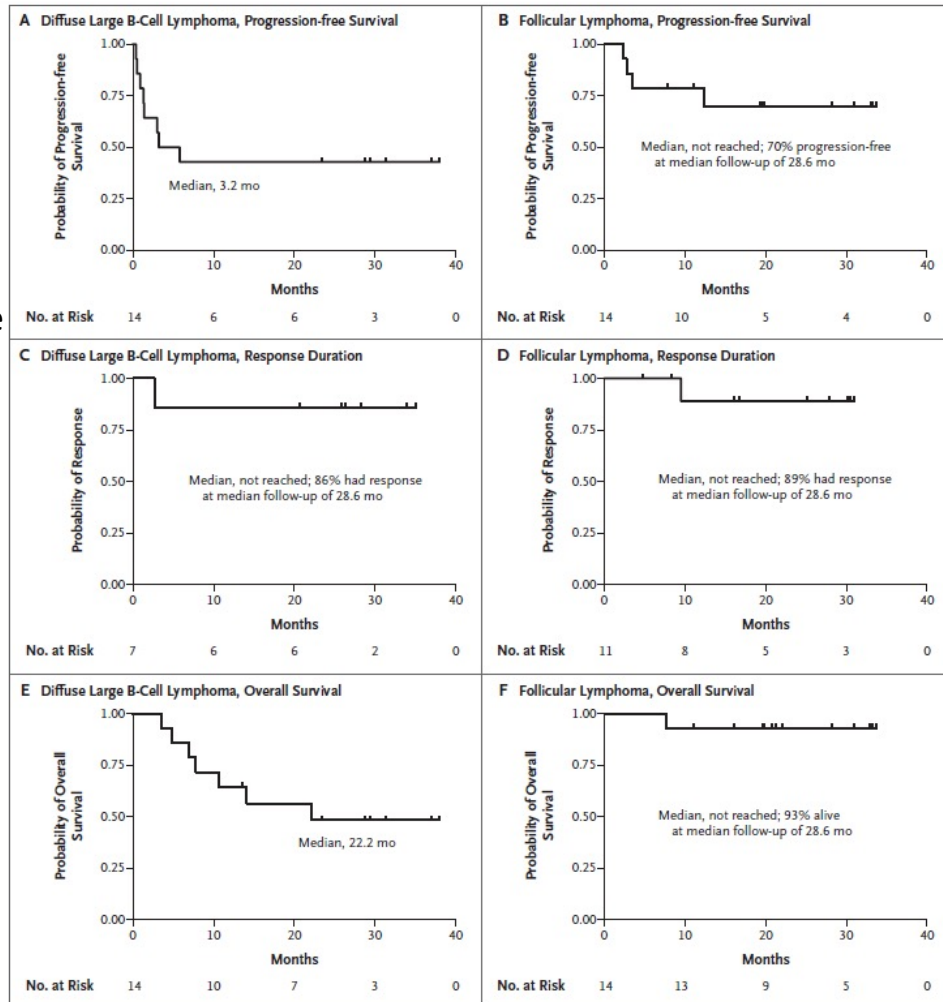 A Diffuse Large B-Cell Lymphoma, Progression-free Survival
Probability of Progression-free
Survival
1.00
0.75
0.50
0.25
0.00
Median, 3.2 mo
0 10 20 30 40
Months
No. at Risk 14 6 6 3 0
B Follicular Lymphoma, Progression-free Survival
Probability of Progression-free
Survival
1.00
0.75
0.50
0.25
0.00
Median, not reached; 70% progression-free
at median follow-up of 28.6 mo
0 10 20 30 40
Months
No. at Risk 14 10 5 4 0
e
C Diffuse Large B-Cell Lymphoma, Response Duration
Probability of Response
1.00
0.75
0.50
0.25
0.00
Median, not reached; 86% had response
at median follow-up of 28.6 mo
0 10 20 30 40
Months
No. at Risk 7 6 6 2 0
D Follicular Lymphoma, Response Duration
Probability of Response
1.00
0.75
0.50
0.25
0.00
Median, not reached; 89% had response
at median follow-up of 28.6 mo
0 10 20 30 40
Months
No. at Risk 11 8 5 3 0
E Diffuse Large B-Cell Lymphoma, Overall Survival
Probability of Overall
Survival
1.00
0.75
0.50
0.25
0.00
Median, 22.2 mo
0 10 20 30 40
Months
No. at Risk 14 10 7 3 0
F Follicular Lymphoma, Overall Survival
Probability of Overall
Survival
1.00
0.75
0.50
0.25
0.00
Median, not reached; 93% alive
at median follow-up of 28.6 mo
0 10 20 30 40
Months
No. at Risk 14 13 9 5 0